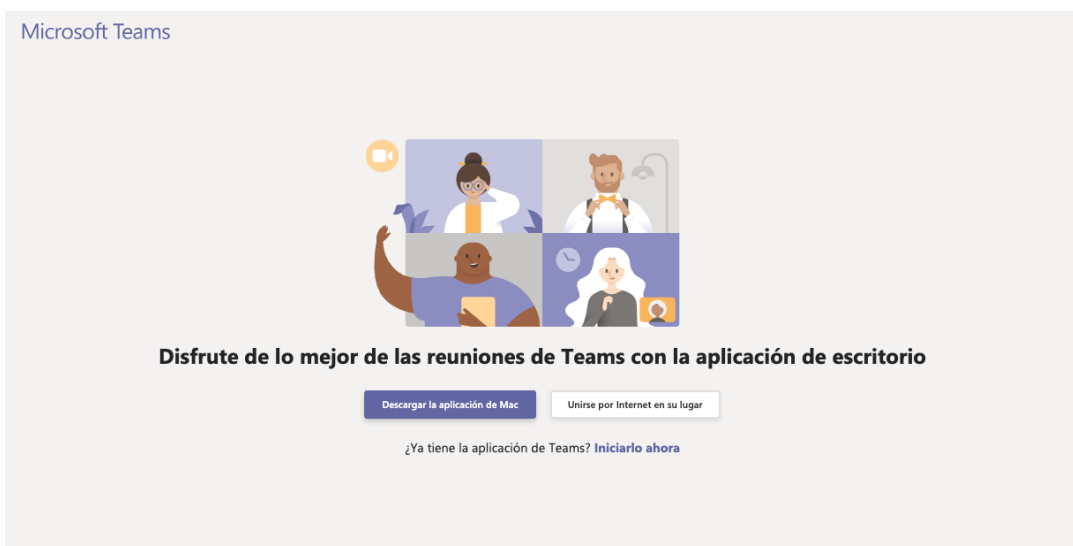 Microsoft Teams
Disfrute de lo mejor de las reuniones de Teams con la aplicación de escritorio
Descargar la aplicación de Mac
Unirse por Internet en su lugar
¿Ya tiene la aplicación de Teams? Iniciarlo ahora